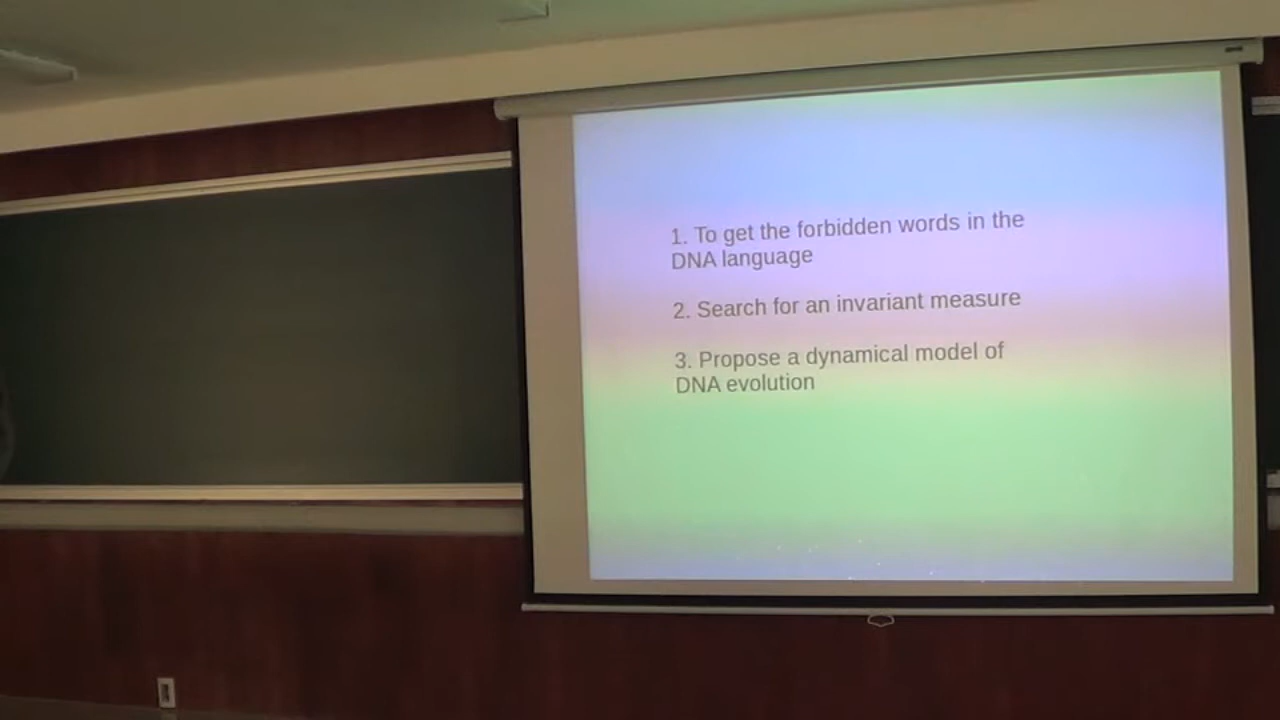 1. To get the forbidden words in the
DNA language
2. Search for an invariant measure
3. Propose a dynamical model of
DNA evolution